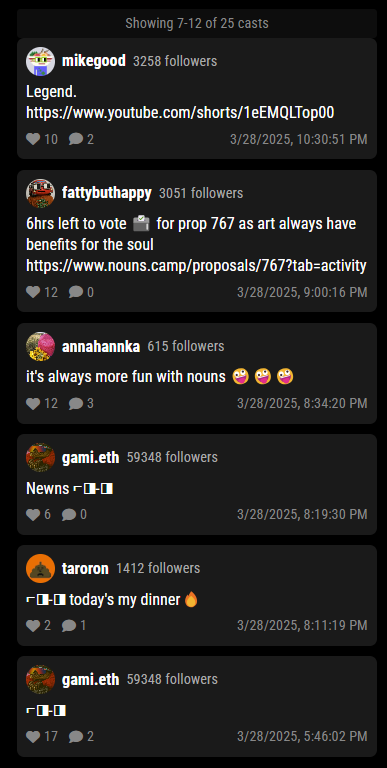 Showing 7-12 of 25 casts
mikegood 3258 followers
Legend.
https://www.youtube.com/shorts/1eEMQLTop00
10 2 3/28/2025, 10:30:51 PM
fattybuthappy 3051 followers
6hrs left to vote 🗳 for prop 767 as art always have
benefits for the soul
https://www.nouns.camp/proposals/767?tab=activity
12 0 3/28/2025, 9:00:16 PM
annahannka 615 followers
it's always more fun with nouns 🤪 🤪 🤪
12 3 3/28/2025, 8:34:20 PM
gami.eth 59348 followers
Newns ⌐◨-◨
6 0 3/28/2025, 8:19:30 PM
taroron 1412 followers
⌐◨-◨ today's my dinner🔥
2 1 3/28/2025, 8:11:19 PM
gami.eth 59348 followers
⌐◨-◨
17 2 3/28/2025, 5:46:02 PM